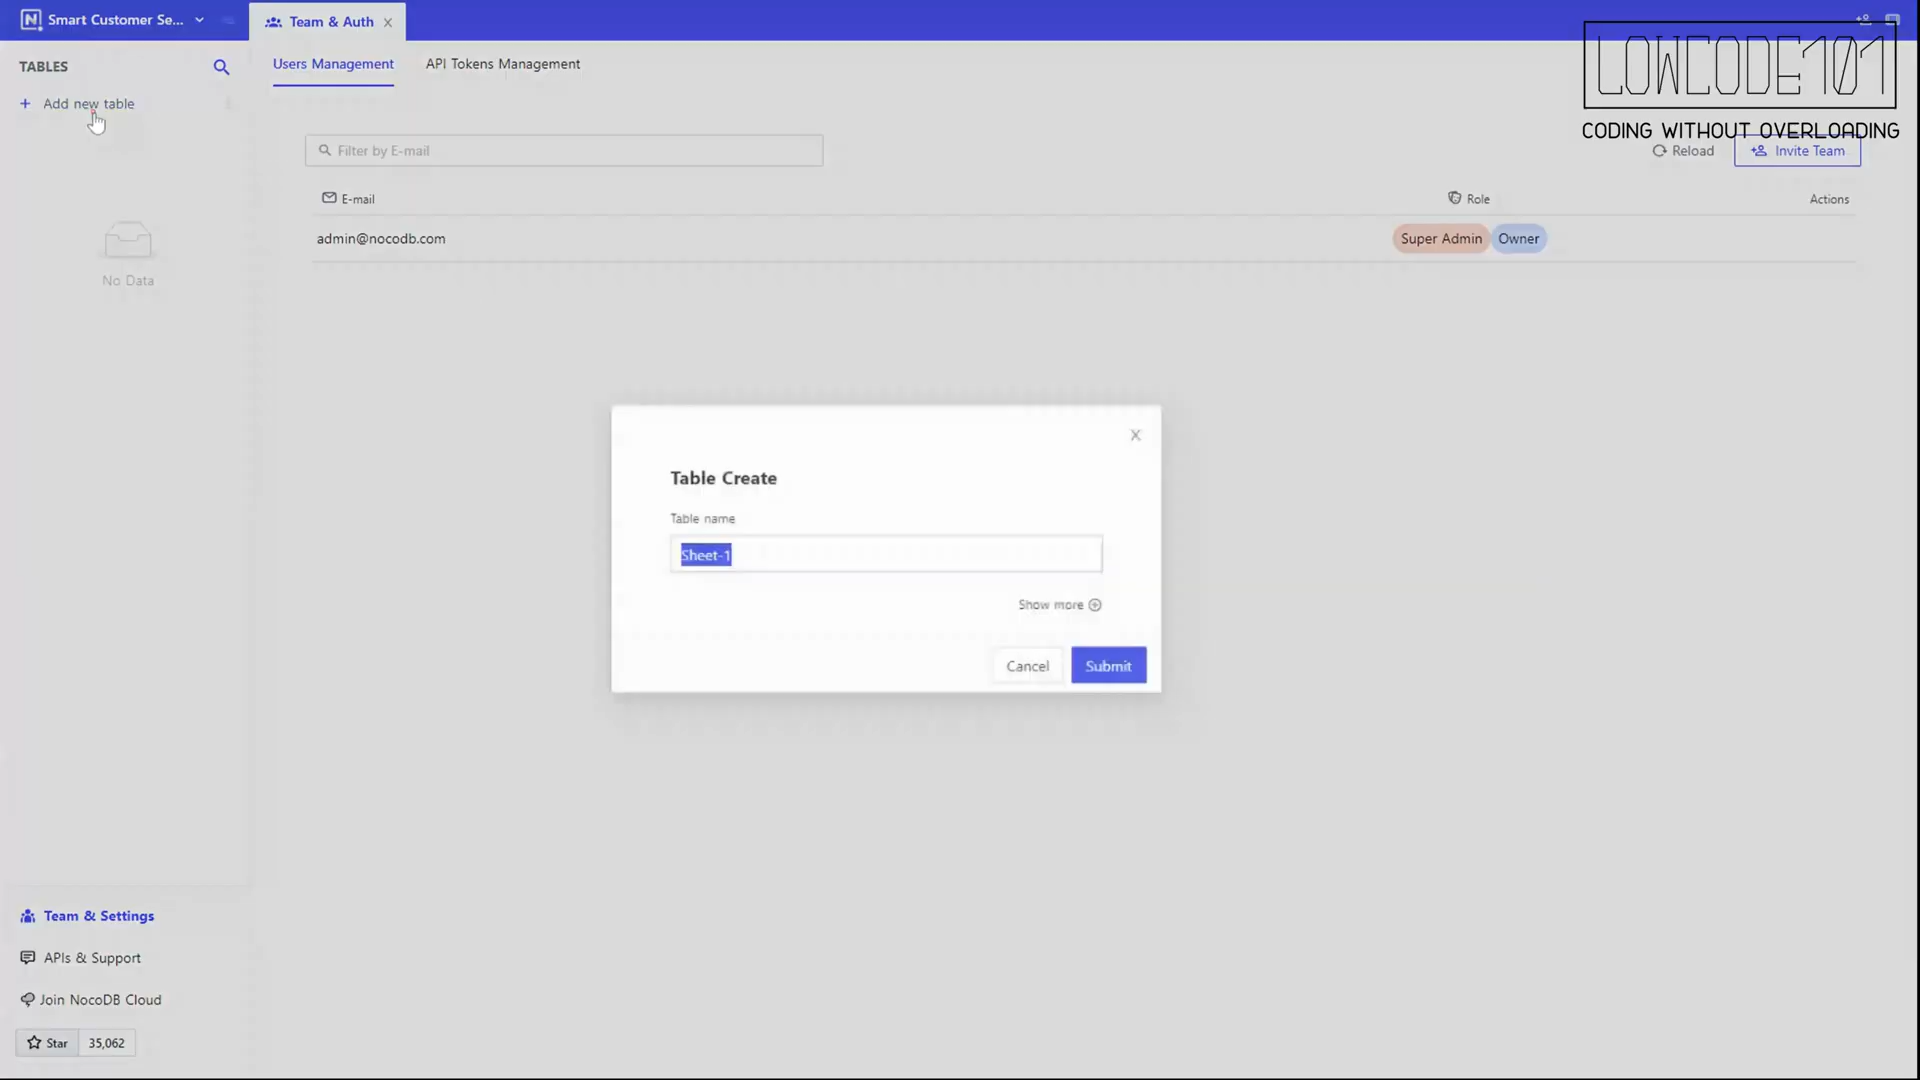 Smart Customer Se...
Team & Auth
TABLES
Users Management
API Tokens Management
LOWCODE101
CODING WITHOUT OVERLOADING
Add new table
Filter by E-mail
Reload
Invite Team
E-mail
Role
Actions
admin@nocodb.com
Super Admin
Owner
No Data
X
Table Create
Table name
Sheet-1
Show more
Cancel
Submit
Team & Settings
APIs & Support
Join NocoDB Cloud
Star
35,062